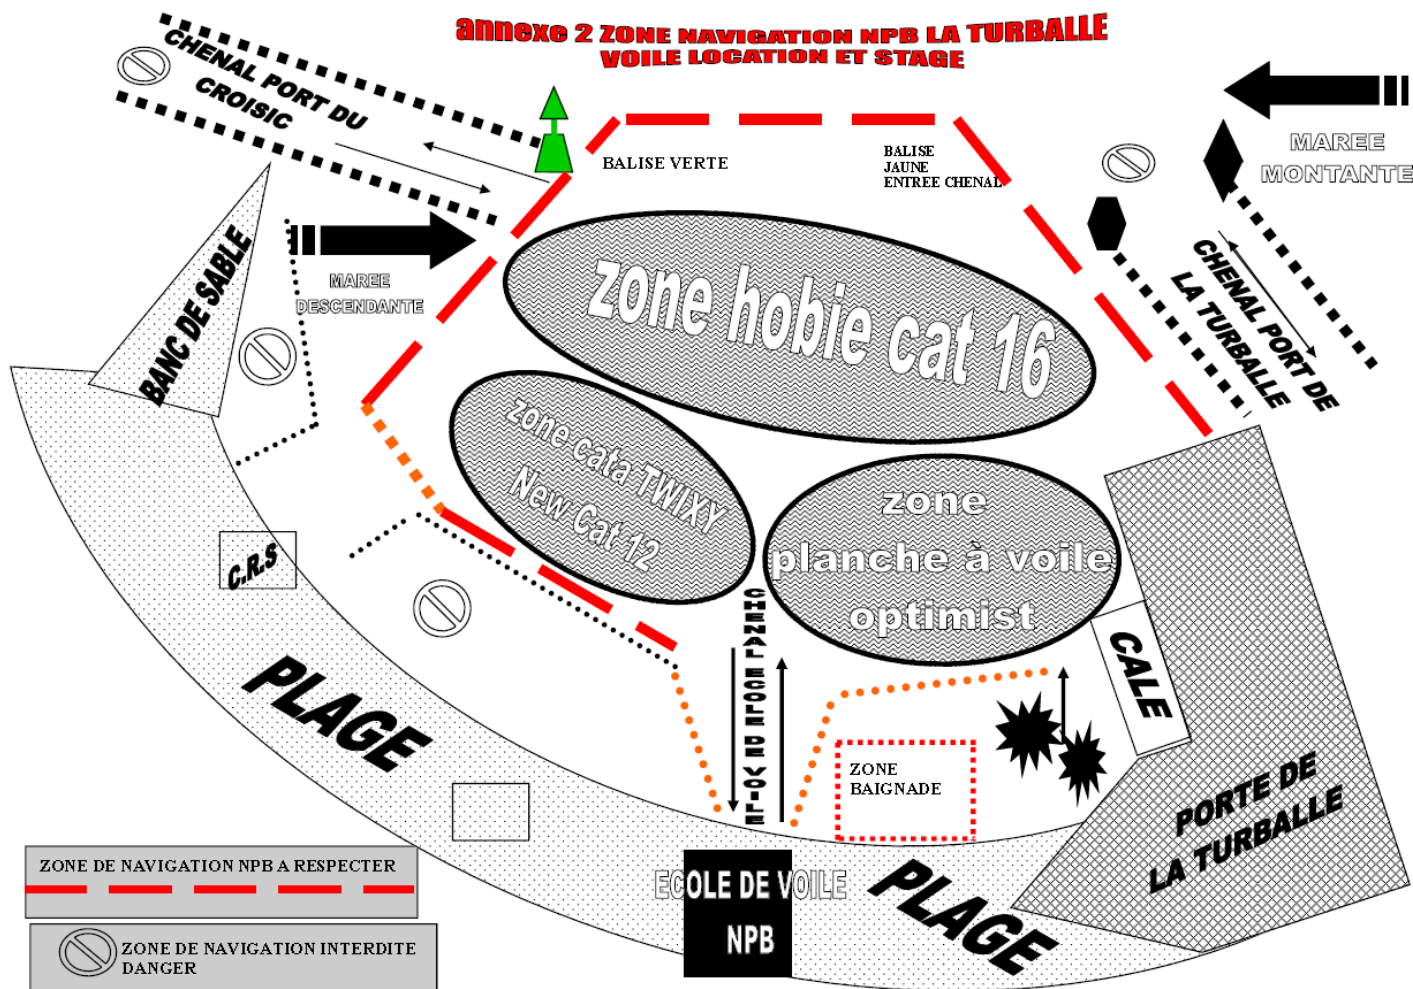 annexe 2 ZONE NAVIGATION NPB LA TURBALLE
VOILE LOCATION ET STAGE
CHENAL PORT DU
CROISIC
MAREE
MONTANTE
BALISE VERTE
BALISE
JAUNE
ENTREE CHENAL
BANC DE SABLE
MAREE
DESCENDANTE
CHENAL PORT DE
LA TURBALLE
zone hobie cat 16
zone cata TWIXY
New Cat 12
zone
planche à voile
optimist
C.R.S
CHENAL ECOLE DE VOILE
CALE
PLAGE
ZONE
BAIGNADE
PORTE DE
LA TURBALLE
ECOLE DE VOILE
NPB
PLAGE
ZONE DE NAVIGATION NPB A RESPECTER
ZONE DE NAVIGATION INTERDITE
DANGER